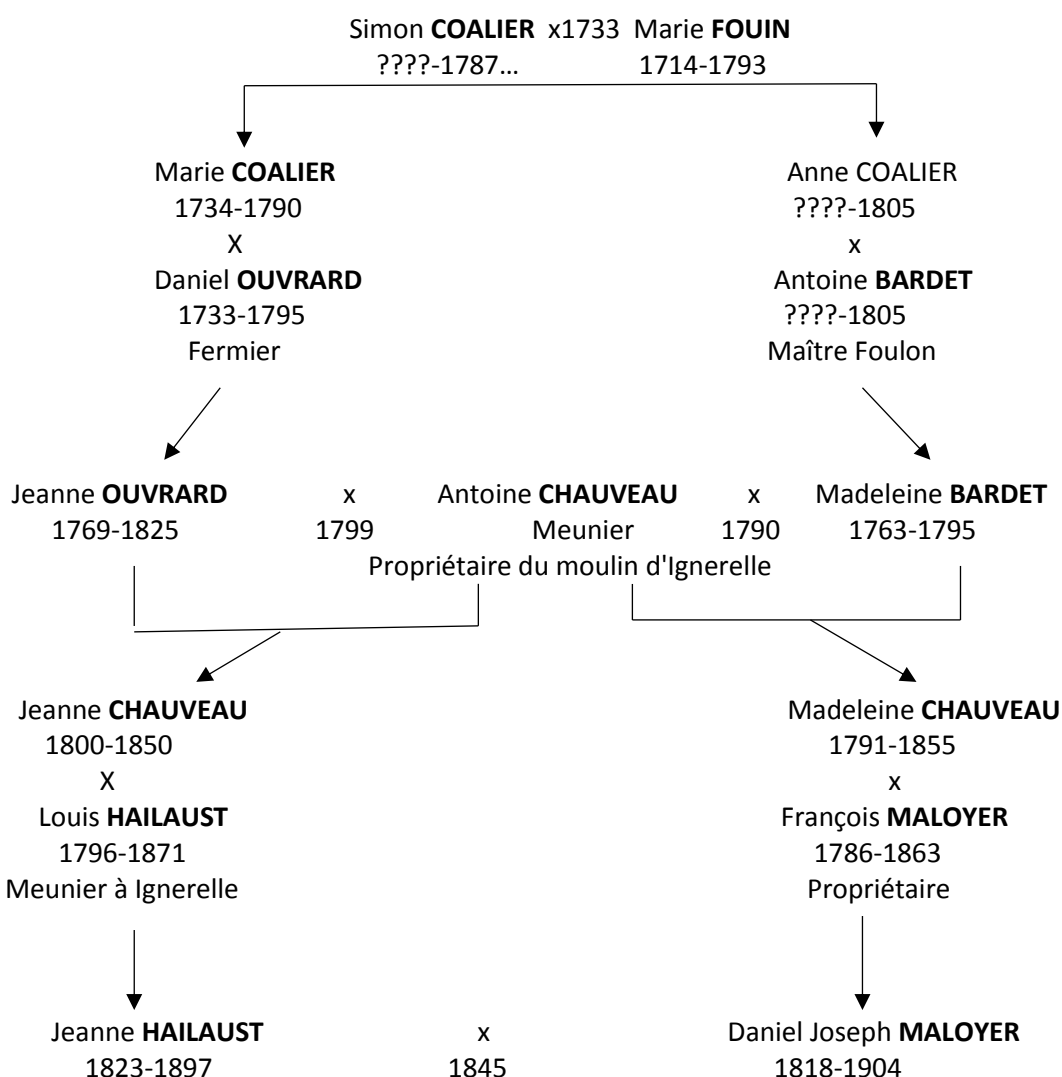 Simon COALIER x1733 Marie FOUIN
????-1787... 1714-1793
Marie COALIER Anne COALIER
1734-1790 ????-1805
X x
Daniel OUVRARD Antoine BARDET
1733-1795 ????-1805
Fermier Maître Foulon
Jeanne OUVRARD x Antoine CHAUVEAU x Madeleine BARDET
1769-1825 1799 Meunier 1790 1763-1795
Propriétaire du moulin d'Ignerelle
Jeanne CHAUVEAU Madeleine CHAUVEAU
1800-1850 1791-1855
X x
Louis HAILAUST François MALOYER
1796-1871 1786-1863
Meunier à Ignerelle Propriétaire
Jeanne HAILAUST x Daniel Joseph MALOYER
1823-1897 1845 1818-1904